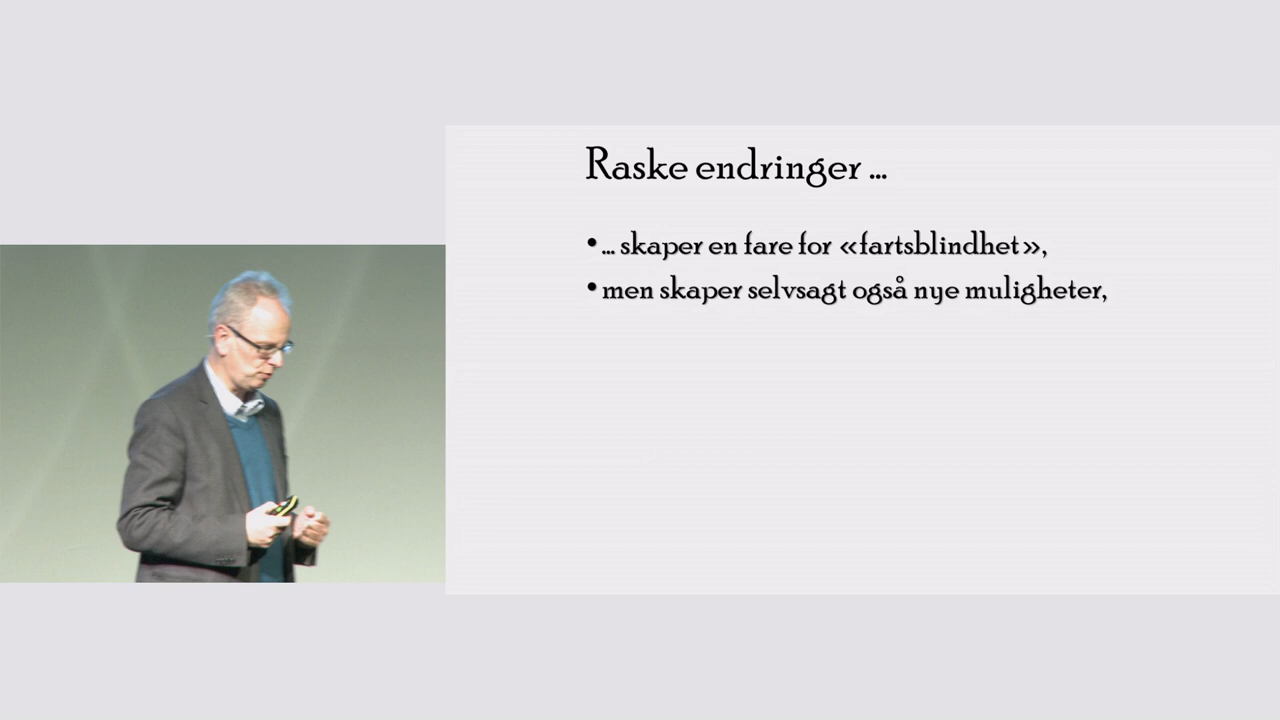 Raske endringer ...
• ... skaper en fare for «fartsblindhet»,
• men skaper selvsagt også nye muligheter,